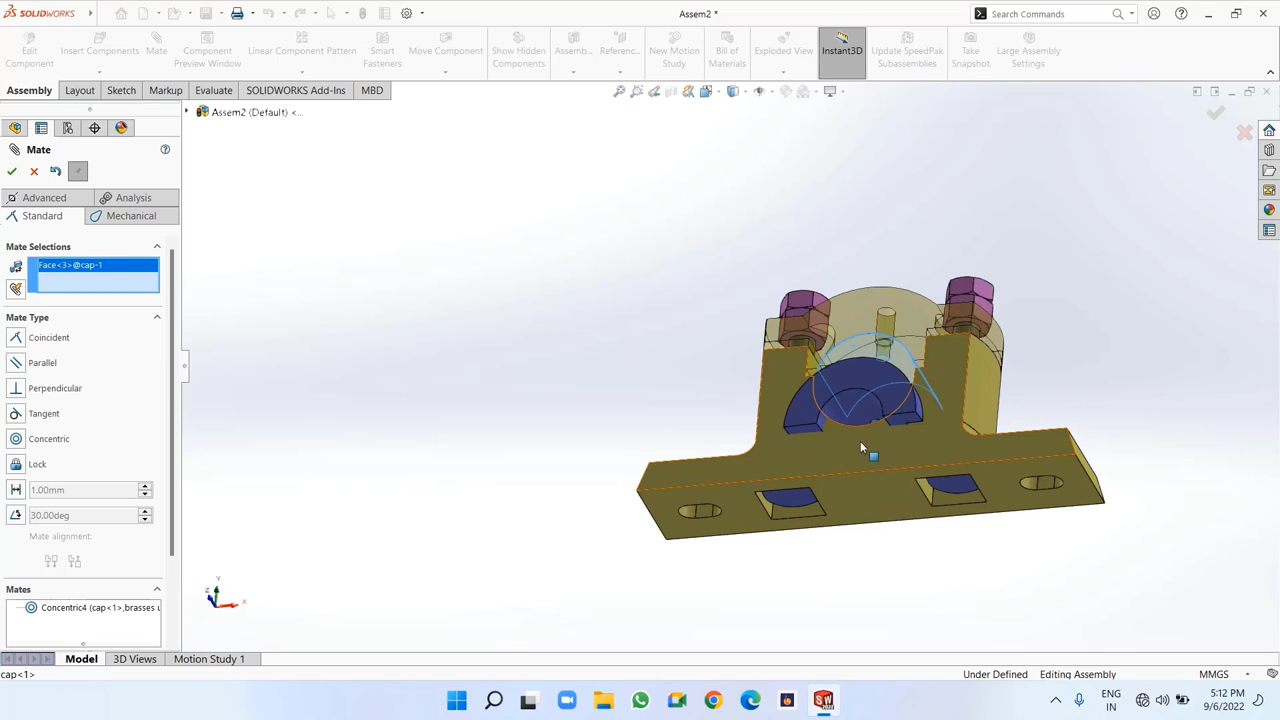 SOLIDWORKS
Assem2 *
Search Commands
Edit Component
Insert Components
Mate
Component Preview Window
Linear Component Pattern
Smart Fasteners
Move Component
Show Hidden Components
Assemb...
Referenc...
New Motion Study
Bill of Materials
Exploded View
Instant3D
Update SpeedPak Subassemblies
Take Snapshot
Large Assembly Settings
Assembly
Layout
Sketch
Markup
Evaluate
SOLIDWORKS Add-Ins
MBD
Assem2 (Default) <...
Mate
Advanced
Analysis
Standard
Mechanical
Mate Selections
Face<3>@cap-1
Mate Type
Coincident
Parallel
Perpendicular
Tangent
Concentric
Lock
1.00mm
30.00deg
Mate alignment:
Mates
Concentric4 (cap<1>,brasses u
Y
Z
X
Model
3D Views
Motion Study 1
cap<1>
Under Defined
Editing Assembly
MMGS
ENG
IN
5:12 PM
9/6/2022